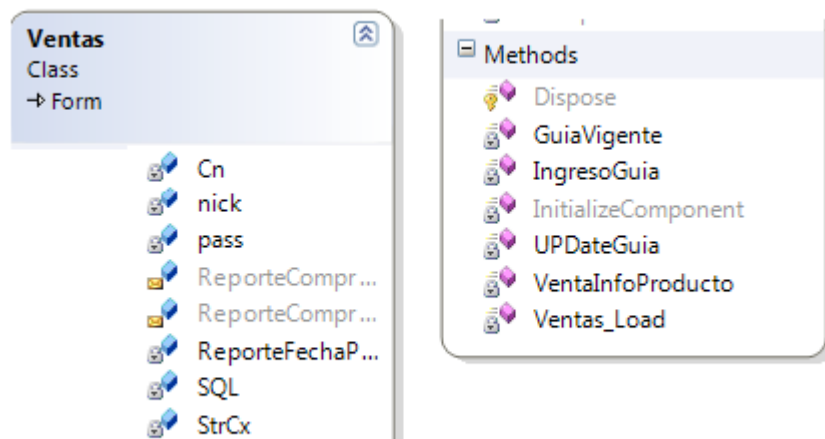 Ventas
Class
Form
Cn
nick
pass
ReporteCompr...
ReporteCompr...
ReporteFechaP...
SQL
StrCx
Methods
Dispose
GuiaVigente
IngresoGuia
InitializeComponent
UPDateGuia
VentaInfoProducto
Ventas_Load